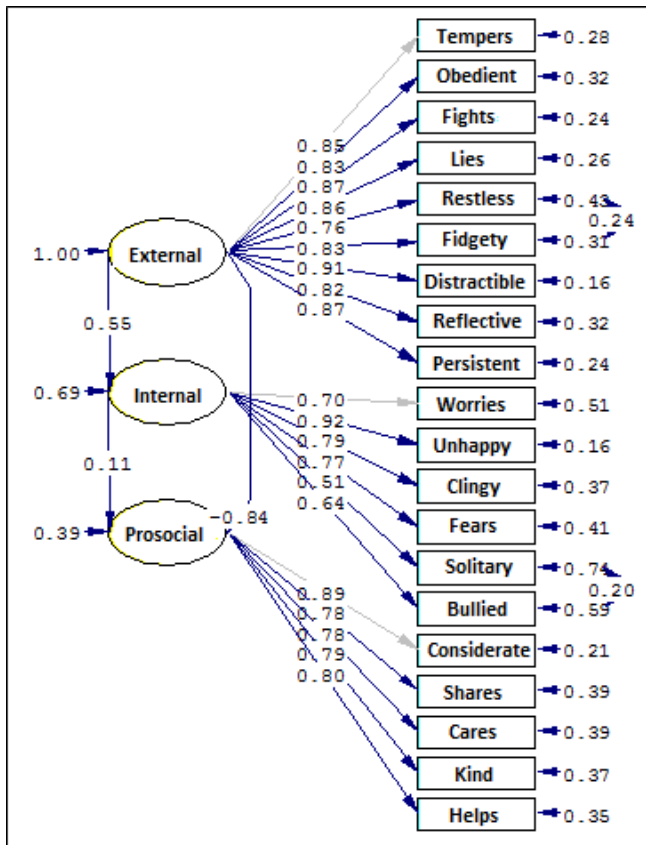 Tempers 0.28
Obedient 0.32
Fights 0.24
0.85
0.83
Lies 0.26
0.87
0.86
Restless 0.43
0.76
0.24
External
0.83
Fidgety 0.31
1.00
0.91
Distractible 0.16
0.82
0.87
Reflective 0.32
0.55
Persistent 0.24
0.69
Internal
0.70
Worries 0.51
0.92
0.79
Unhappy 0.16
0.77
0.11
0.51
Clingy 0.37
0.64
-0.84
Fears 0.41
0.39
Prosocial
Solitary 0.74
0.20
0.89
Bullied 0.59
0.78
0.78
Considerate 0.21
0.79
0.80
Shares 0.39
Cares 0.39
Kind 0.37
Helps 0.35